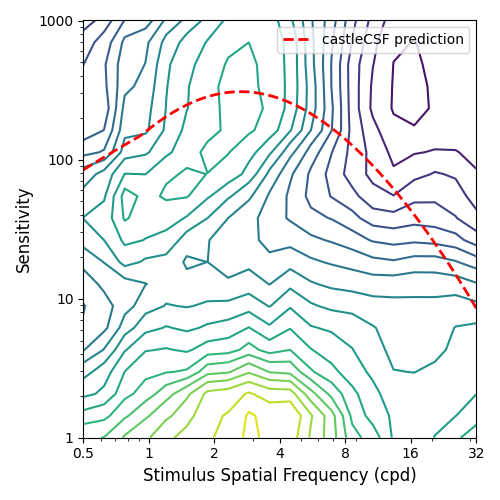 1000
castleCSF prediction
100
Sensitivity
10
1
0.5 1 2 4 8 16 32
Stimulus Spatial Frequency (cpd)